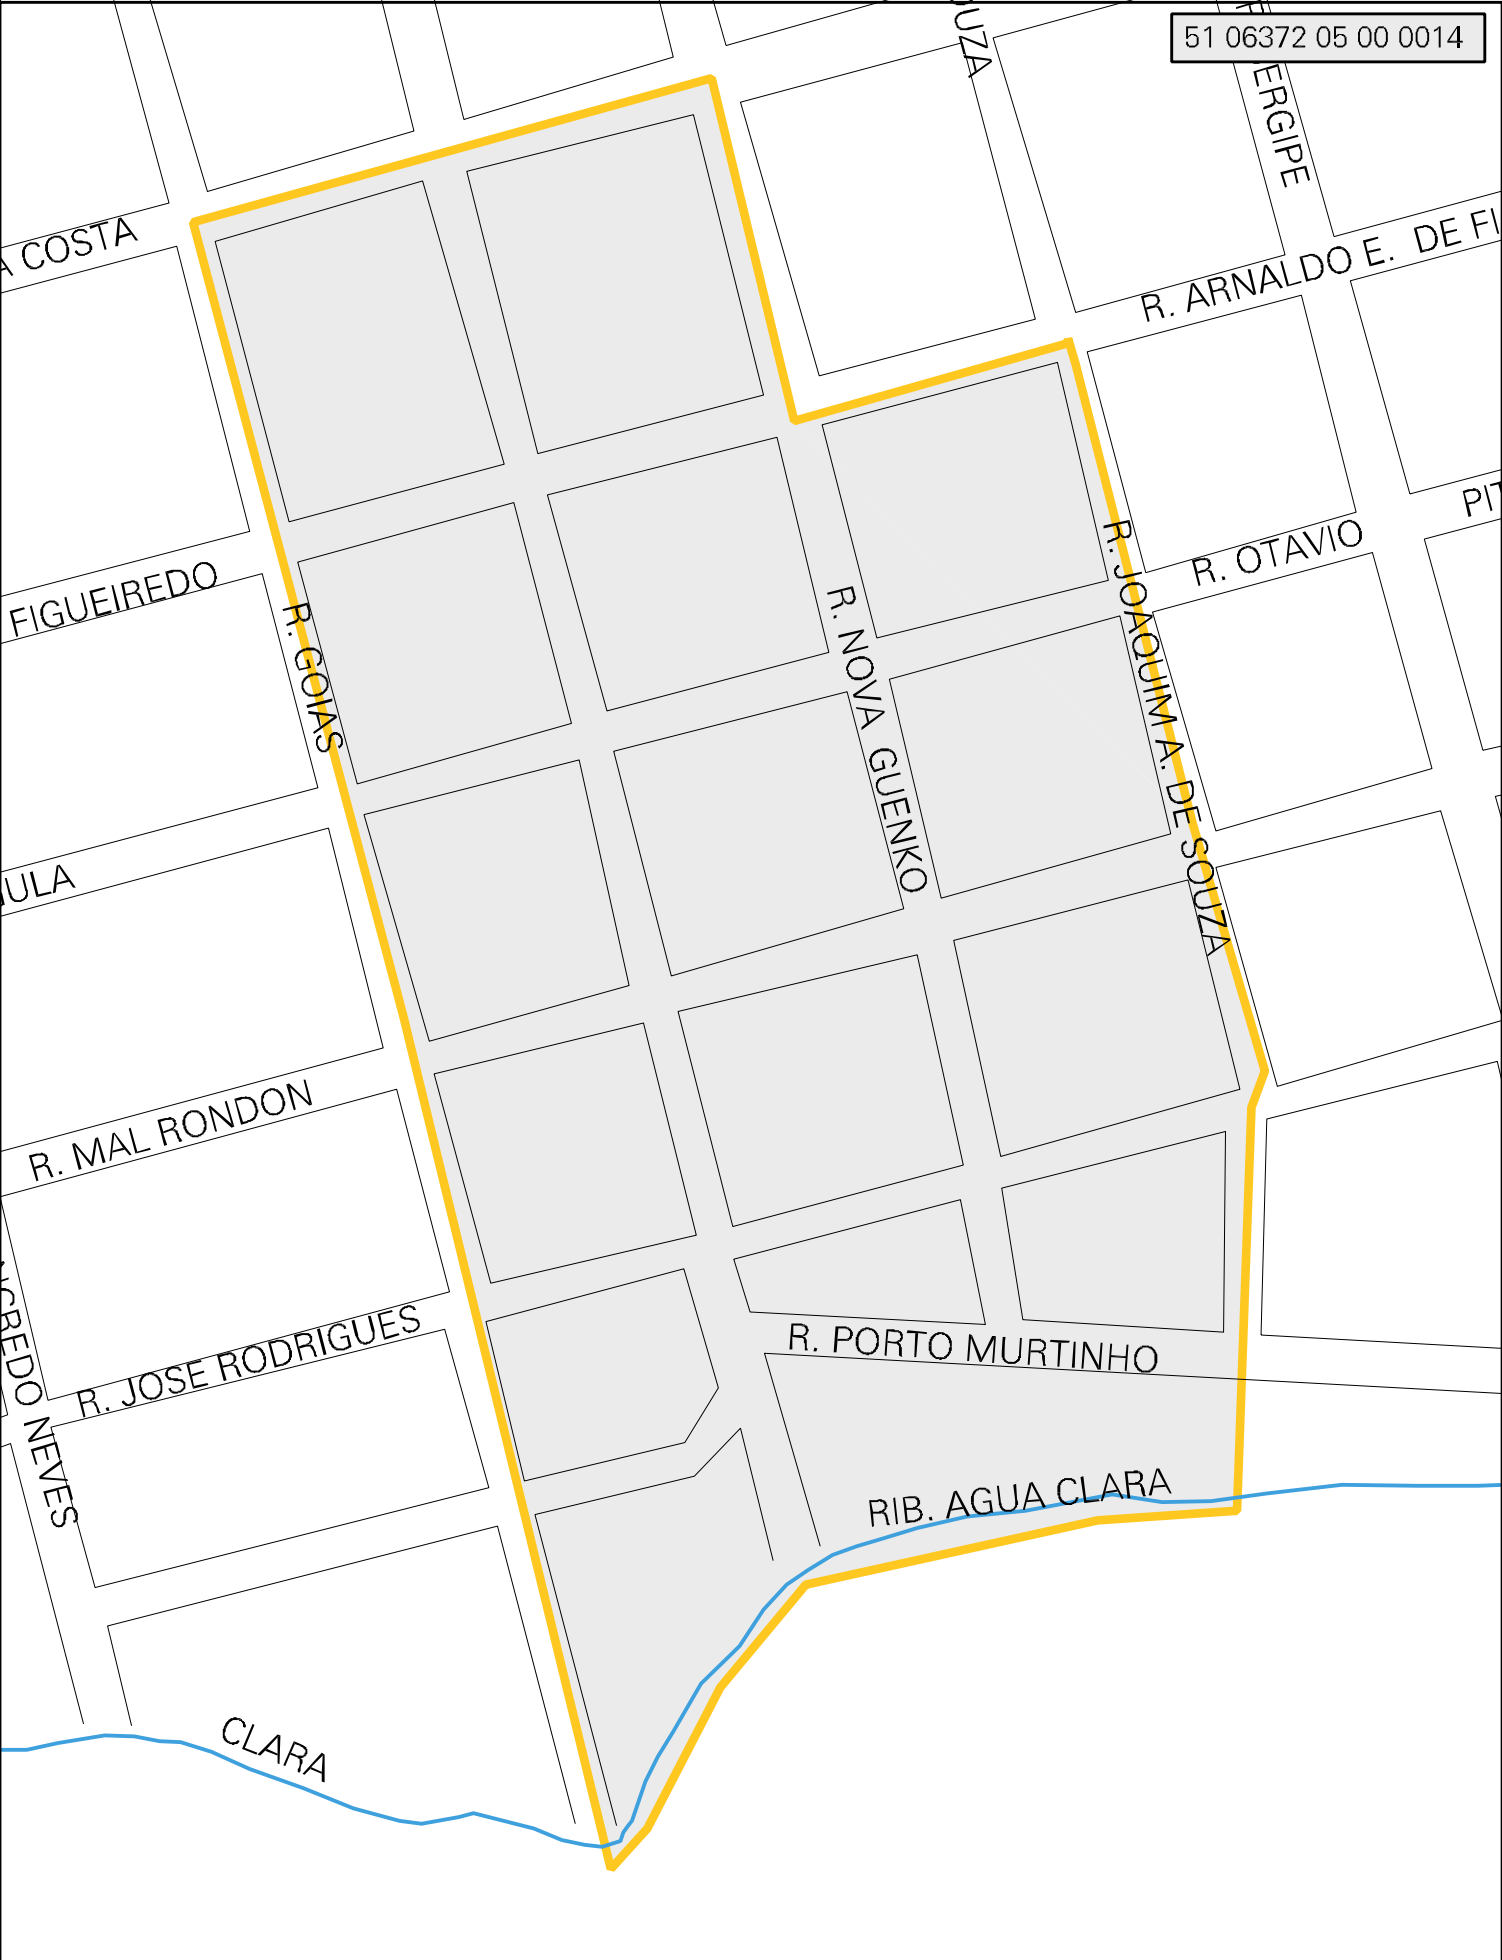 51 06372 05 00 0014
ERGIPE
COSTA
R. ARNALDO E. DE FI
R. OTAVIO
FIGUEIREDO
R. GOIAS
R. NOVA GUENKO
R. JOAQUIM A. DE SOUZA
R. MAL RONDON
R. JOSE RODRIGUES
NEVES
R. PORTO MURTINHO
RIB. AGUA CLARA
CLARA